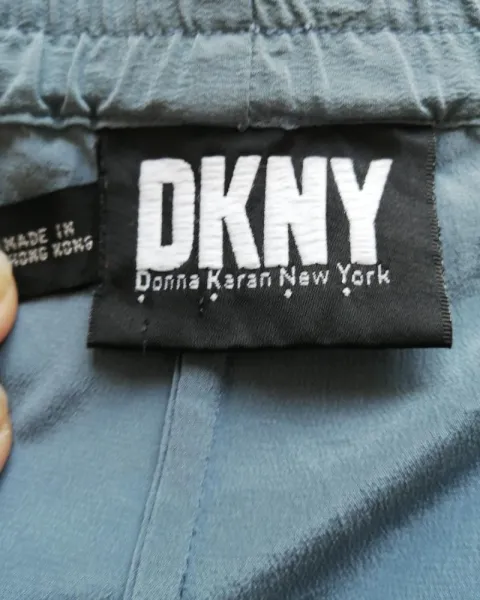 DKNY
Donna Karan New York
MADE IN
HONG KONG